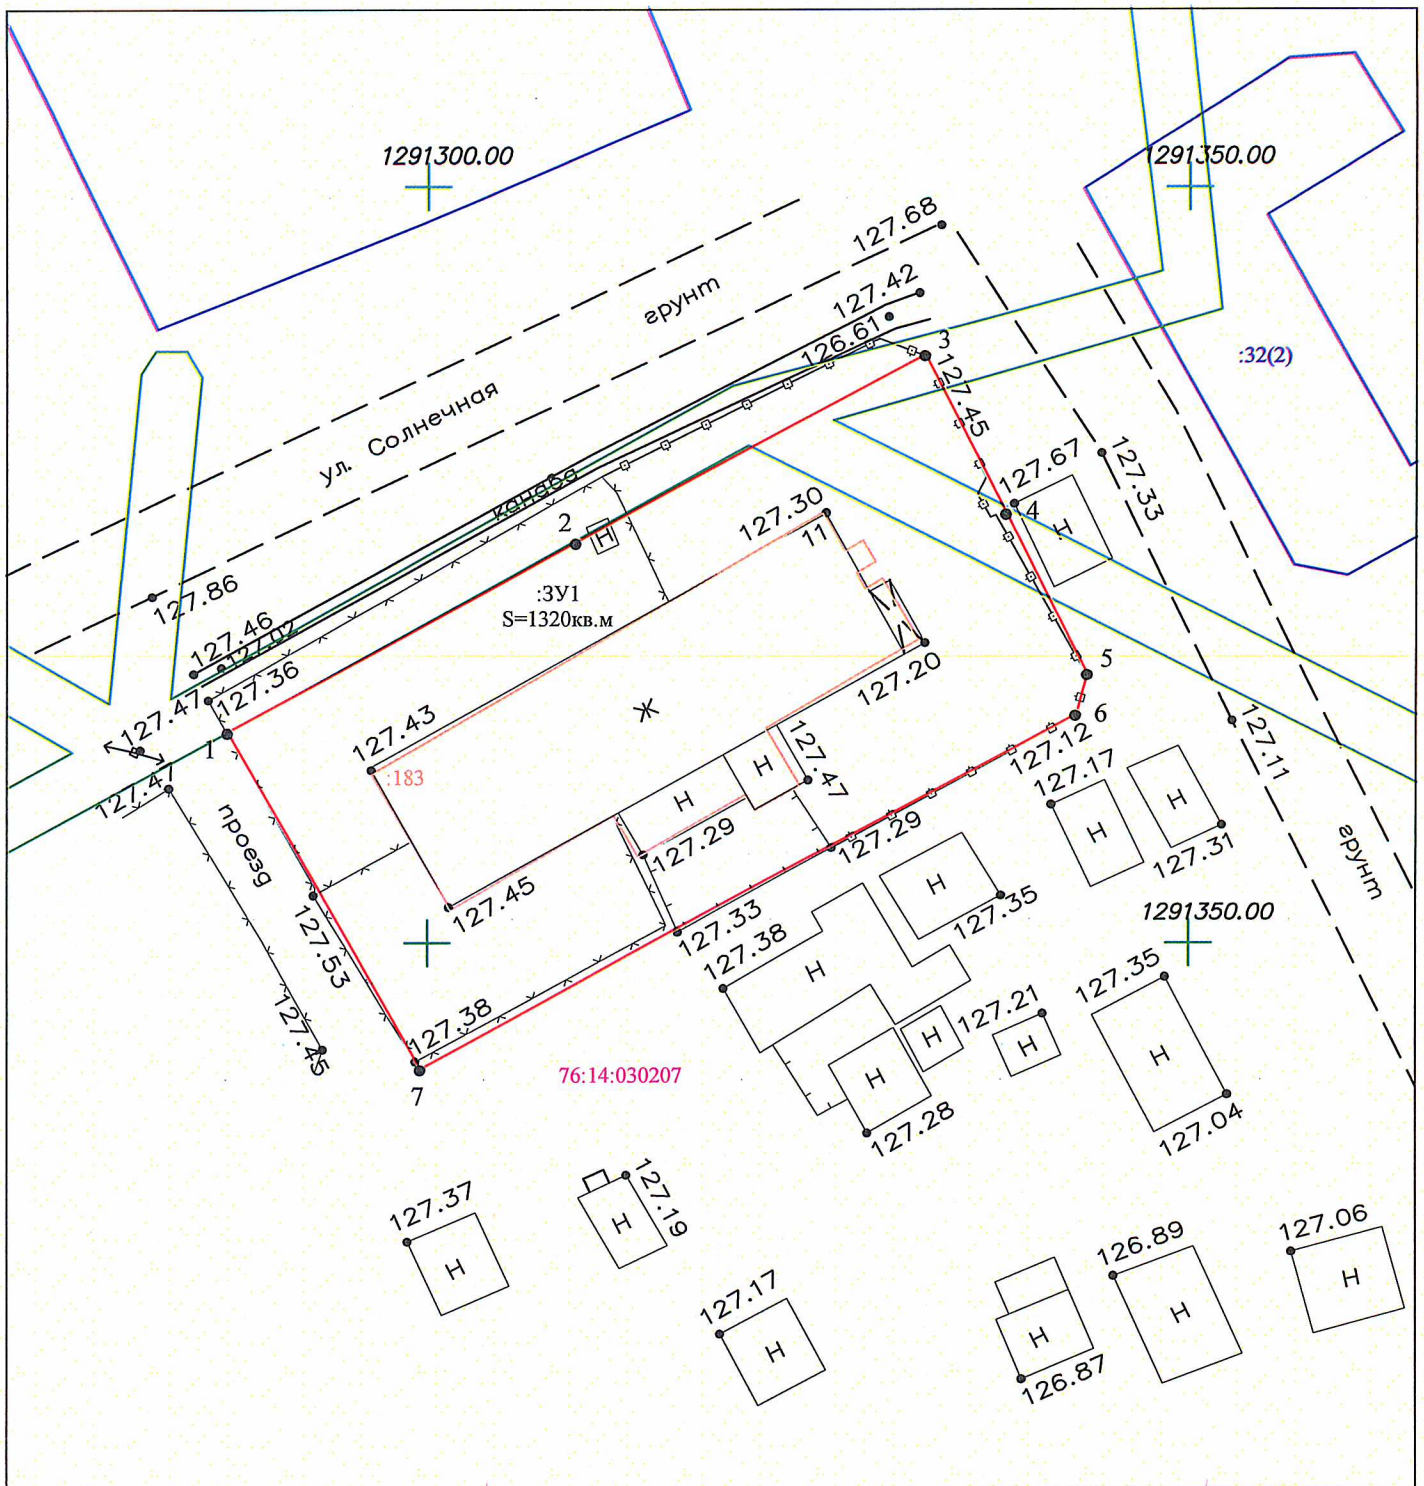 1291300.00
1291350.00
127.68
127.42
грунт
126.61
3
:32(2)
127.45
ул. Солнечная
127.67
127.33
канава
4
Н
127.30
11
2
Н
:ЗУ1
S=1320кв.м
127.86
127.46
127.02
127.36
127.20
5
127.47
6
1
127.43
Ж
127.12
127.11
:183
Н
127.47
127.17
127.47
Н
Н
проезд
127.29
127.29
Н
127.31
грунт
127.45
Н
127.35
127.33
1291350.00
127.53
127.38
Н
127.35
127.38
127.21
Н
Н
Н
127.45
76:14:030207
Н
7
127.28
127.04
127.37
127.19
Н
Н
126.89
127.06
Н
127.17
Н
Н
Н
126.87